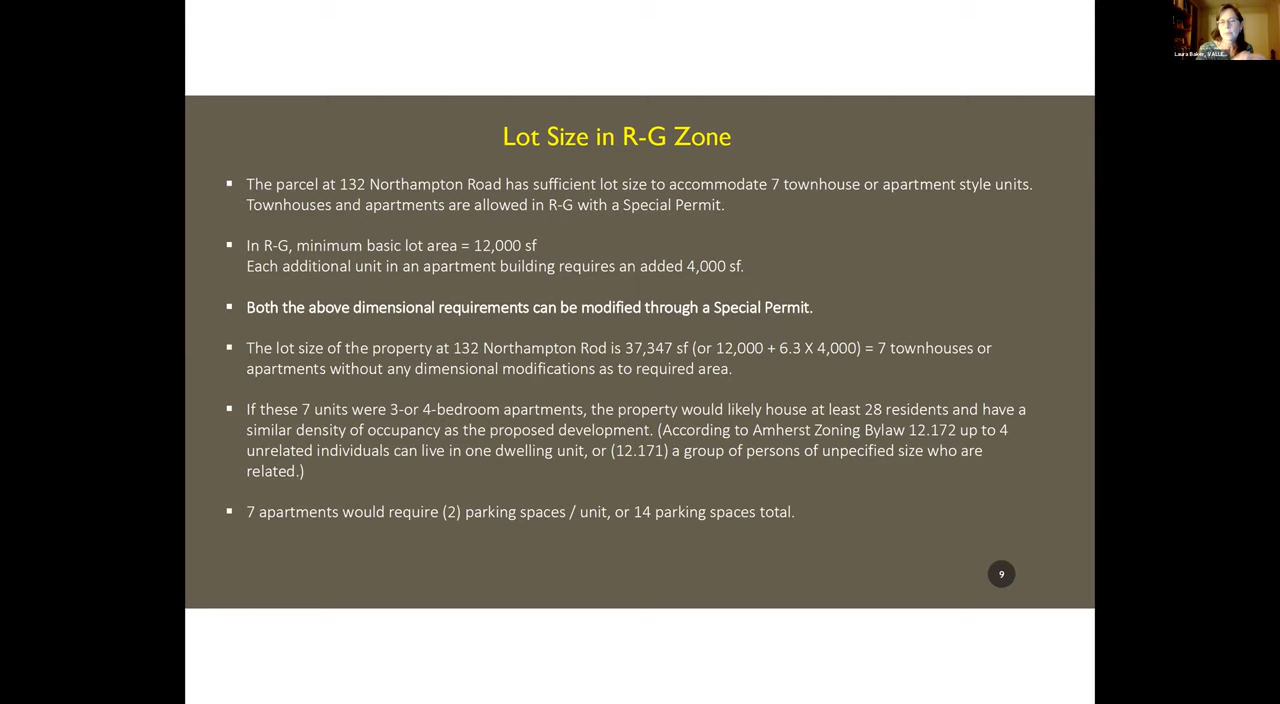 Laura Baker, VALLE...
Lot Size in R-G Zone
▪ The parcel at 132 Northampton Road has sufficient lot size to accommodate 7 townhouse or apartment style units.
Townhouses and apartments are allowed in R-G with a Special Permit.
▪ In R-G, minimum basic lot area = 12,000 sf
Each additional unit in an apartment building requires an added 4,000 sf.
▪ Both the above dimensional requirements can be modified through a Special Permit.
▪ The lot size of the property at 132 Northampton Rod is 37,347 sf (or 12,000 + 6.3 X 4,000) = 7 townhouses or
apartments without any dimensional modifications as to required area.
▪ If these 7 units were 3-or 4-bedroom apartments, the property would likely house at least 28 residents and have a
similar density of occupancy as the proposed development. (According to Amherst Zoning Bylaw 12.172 up to 4
unrelated individuals can live in one dwelling unit, or (12.171) a group of persons of unpecified size who are
related.)
▪ 7 apartments would require (2) parking spaces / unit, or 14 parking spaces total.
9